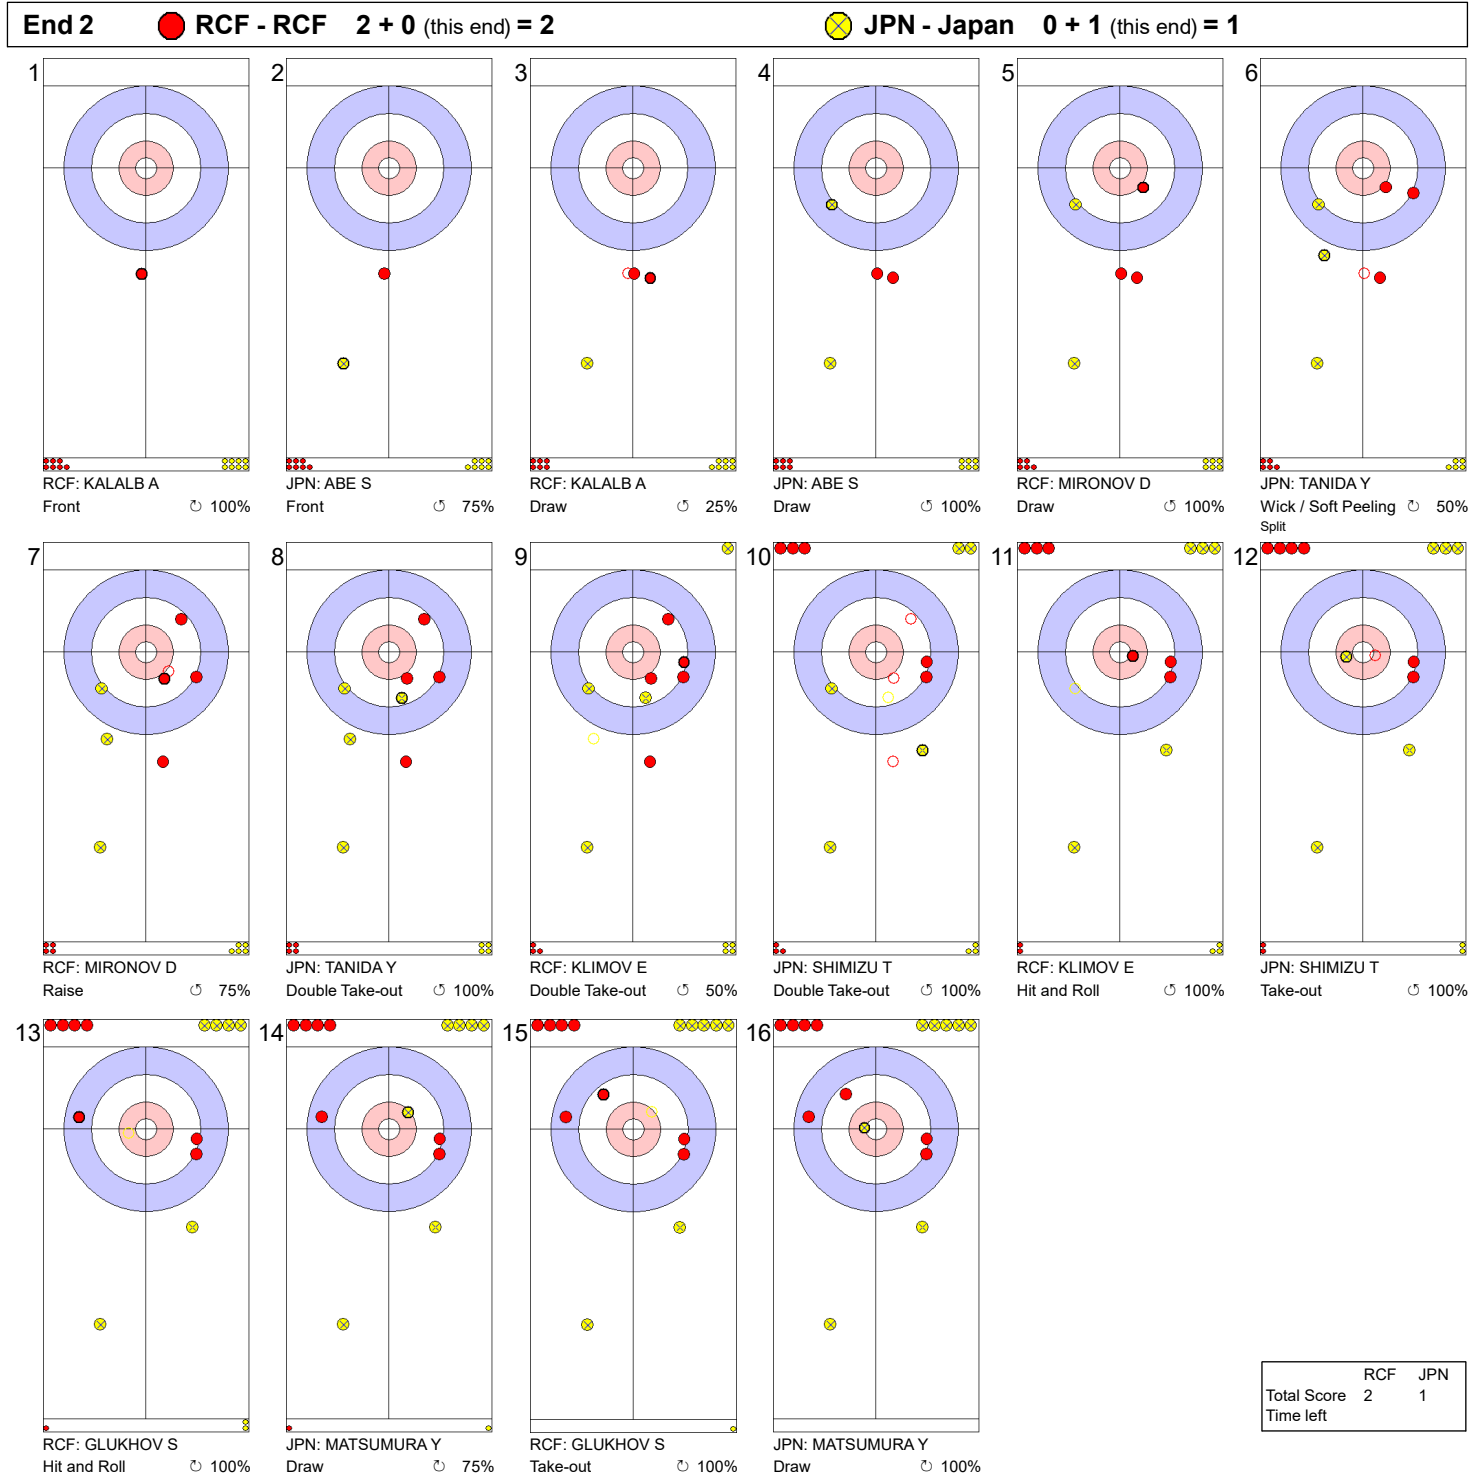 End 2 RCF - RCF 2 + 0 (this end) = 2 JPN - Japan 0 + 1 (this end) = 1
1 2 3 4 5 6
RCF: KALALB A JPN: ABE S RCF: KALALB A JPN: ABE S RCF: MIRONOV D JPN: TANIDA Y
Front ↻ 100% Front ↺ 75% Draw ↺ 25% Draw ↺ 100% Draw ↺ 100% Wick / Soft Peeling ↻ 50%
Split
7 8 9 10 11 12
RCF: MIRONOV D JPN: TANIDA Y RCF: KLIMOV E JPN: SHIMIZU T RCF: KLIMOV E JPN: SHIMIZU T
Raise ↺ 75% Double Take-out ↺ 100% Double Take-out ↺ 50% Double Take-out ↺ 100% Hit and Roll ↺ 100% Take-out ↺ 100%
13 14 15 16
RCF: GLUKHOV S JPN: MATSUMURA Y RCF: GLUKHOV S JPN: MATSUMURA Y
Hit and Roll ↻ 100% Draw ↻ 75% Take-out ↻ 100% Draw ↻ 100%
RCF JPN
Total Score 2 1
Time left